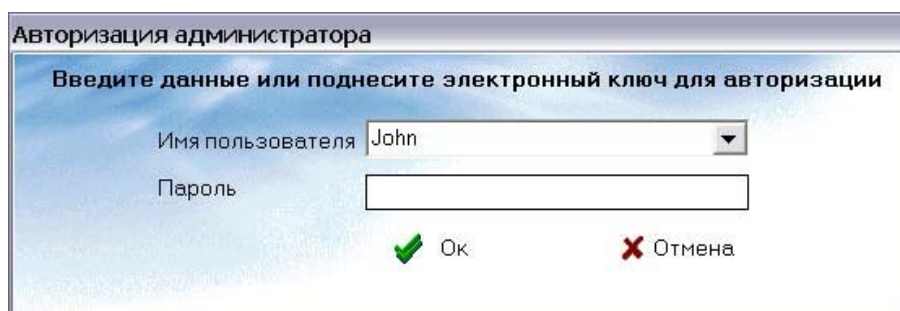 Авторизация администратора
Введите данные или поднесите электронный ключ для авторизации
Имя пользователя John
Пароль
Ок Отмена